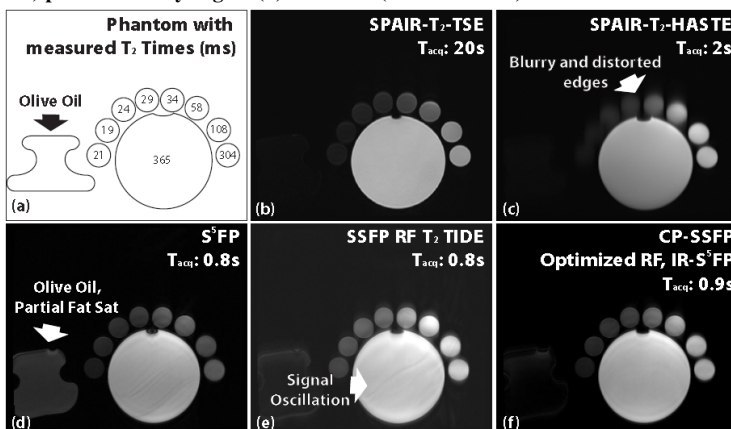 Phantom with
measured T₂ Times (ms)
Olive Oil
21
19
24
29
34
58
108
304
365
(a)
SPAIR-T₂-TSE
Tacq: 20s
(b)
SPAIR-T₂-HASTE
Tacq: 2s
Blurry and distorted
edges
(c)
S⁵FP
Tacq: 0.8s
Olive Oil,
Partial Fat Sat
(d)
SSFP RF T₂ TIDE
Tacq: 0.8s
Signal
Oscillation
(e)
CP-SSFP
Optimized RF, IR-S⁵FP
Tacq: 0.9s
(f)